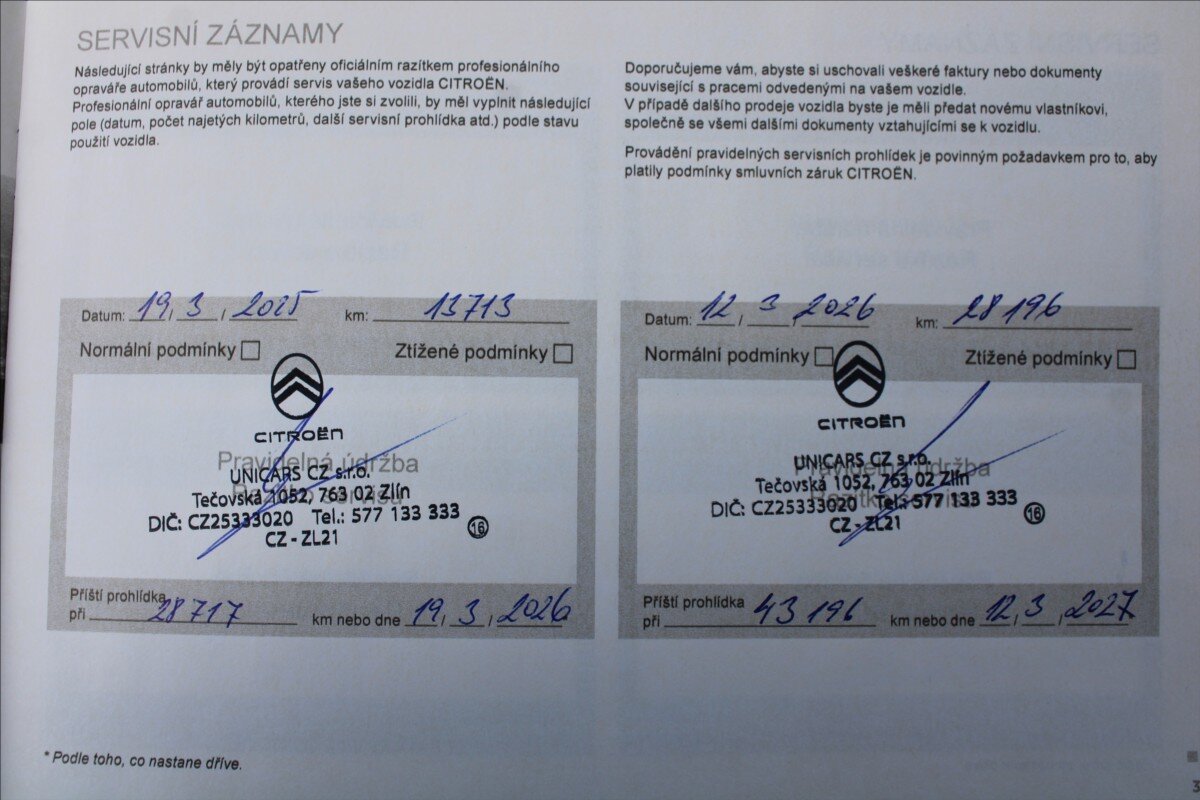 SERVISNÍ ZÁZNAMY
Následující stránky by měly být opatřeny oficiálním razítkem profesionálního
opraváře automobilů, který provádí servis vašeho vozidla CITROËN.
Profesionální opravář automobilů, kterého jste si zvolili, by měl vyplnit následující
pole (datum, počet najetých kilometrů, další servisní prohlídka atd.) podle stavu
použití vozidla.
Doporučujeme vám, abyste si uschovali veškeré faktury nebo dokumenty
související s pracemi odvedenými na vašem vozidle.
V případě dalšího prodeje vozidla byste je měli předat novému vlastníkovi,
společně se všemi dalšími dokumenty vztahujícími se k vozidlu.
Provádění pravidelných servisních prohlídek je povinným požadavkem pro to, aby
platily podmínky smluvních záruk CITROËN.
Datum: 19/ 3 / 2025 km: 13713
Normální podmínky Ztížené podmínky
CITROËN
Pravidelná údržba
UNICARS CZ s.r.o.
Razítko servisu
Tečovská 1052, 763 02 Zlín
DIČ: CZ25333020 Tel.: 577 133 333 16
CZ - ZL21
Příští prohlídka
při 28717 km nebo dne 19/ 3 / 2026
Datum: 12 / 3 / 2026 km: 28196
Normální podmínky Ztížené podmínky
CITROËN
UNICARS CZ s.r.o.
Pravidelná údržba
Tečovská 1052, 763 02 Zlín
Razítko servisu
DIČ: CZ25333020 Tel.: 577 133 333 16
CZ - ZL21
Příští prohlídka
při 43196 km nebo dne 12/ 3 / 2027
* Podle toho, co nastane dříve.
3